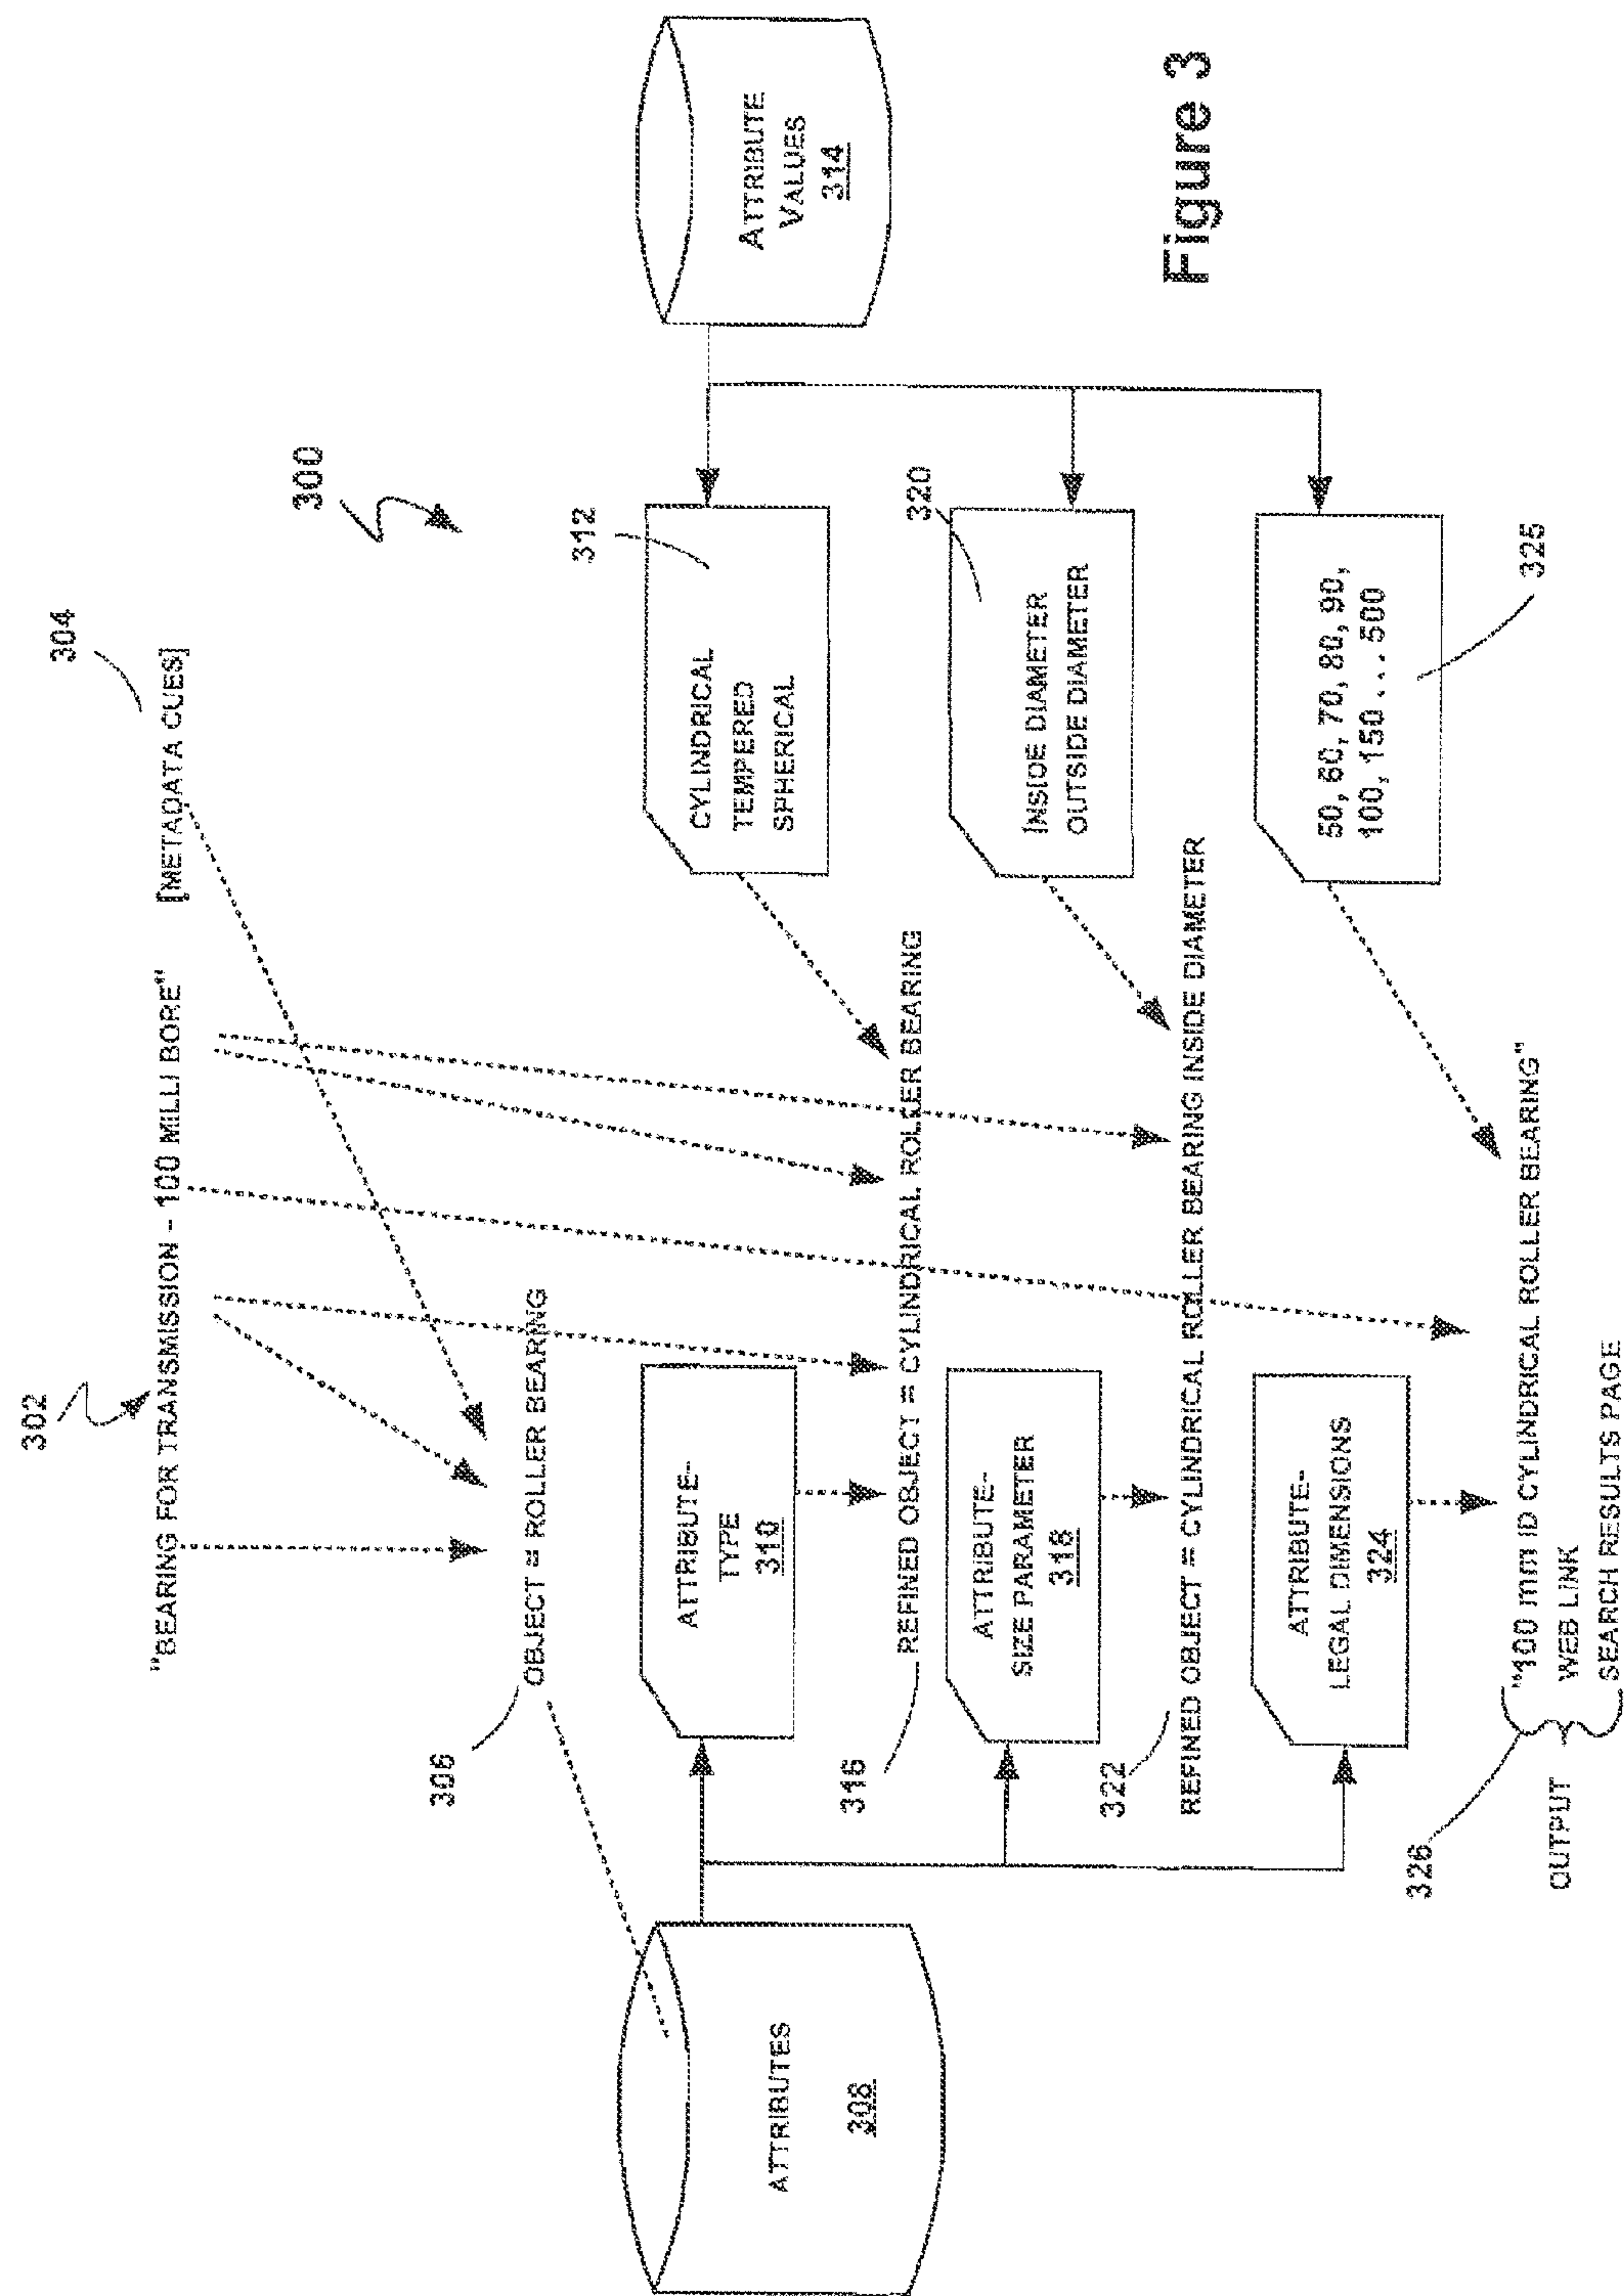 300
302
304
"BEARING FOR TRANSMISSION - 100 MILLI BORE" [METADATA CUES]
306
OBJECT = ROLLER BEARING
312
ATTRIBUTES
308
ATTRIBUTE-
TYPE
310
CYLINDRICAL
TEMPERED
SPHERICAL
ATTRIBUTE
VALUES
314
316
REFINED OBJECT = CYLINDRICAL ROLLER BEARING
320
ATTRIBUTE-
SIZE PARAMETER
318
INSIDE DIAMETER
OUTSIDE DIAMETER
322
REFINED OBJECT = CYLINDRICAL ROLLER BEARING INSIDE DIAMETER
ATTRIBUTE-
LEGAL DIMENSIONS
324
50, 60, 70, 80, 90,
100, 150 . . . 500
325
326
OUTPUT
"100 mm ID CYLINDRICAL ROLLER BEARING"
WEB LINK
SEARCH RESULTS PAGE
Figure 3